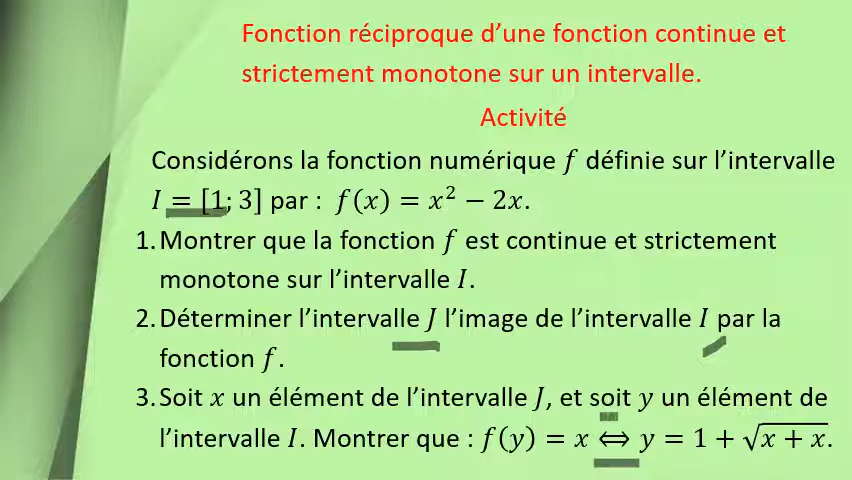 Fonction réciproque d’une fonction continue et
strictement monotone sur un intervalle.
Activité
Considérons la fonction numérique f définie sur l’intervalle
I = [1; 3] par : f(x) = x² − 2x.
1. Montrer que la fonction f est continue et strictement
monotone sur l’intervalle I.
2. Déterminer l’intervalle J l’image de l’intervalle I par la
fonction f.
3. Soit x un élément de l’intervalle J, et soit y un élément de
l’intervalle I. Montrer que : f(y) = x ⟺ y = 1 + √(x + x).